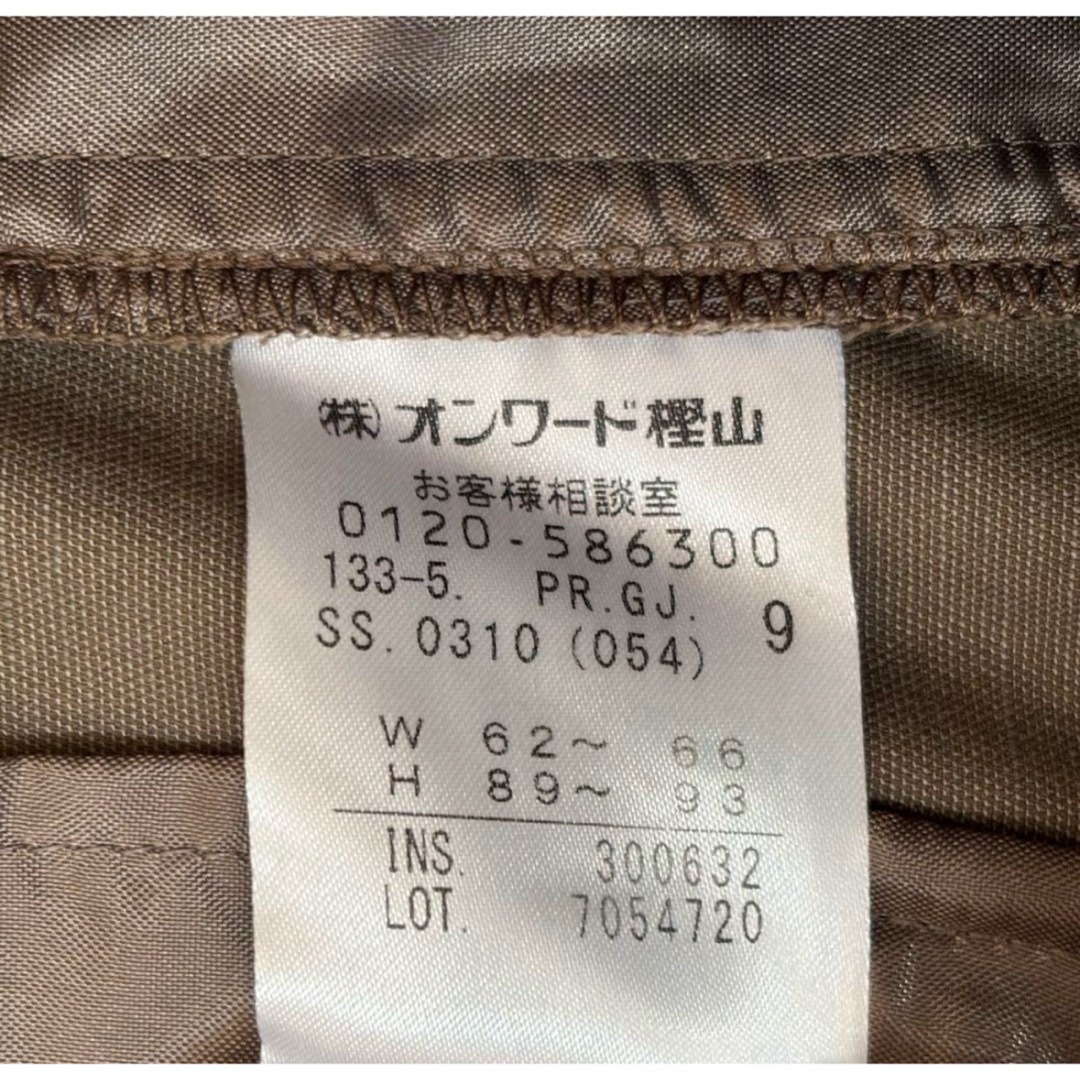 (株)オンワード樫山
お客様相談室
0120-586300
133-5. PR.GJ. 9
SS.0310 (054)
W 62～ 66
H 89～ 93
INS. 300632
LOT. 7054720